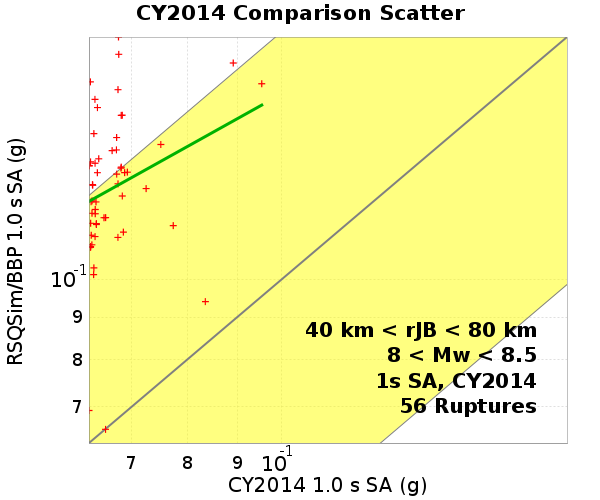 CY2014 Comparison Scatter
RSQSim/BBP 1.0 s SA (g)
10-1
9
8
7
40 km < rJB < 80 km
8 < Mw < 8.5
1s SA, CY2014
56 Ruptures
7 8 9 10-1
CY2014 1.0 s SA (g)